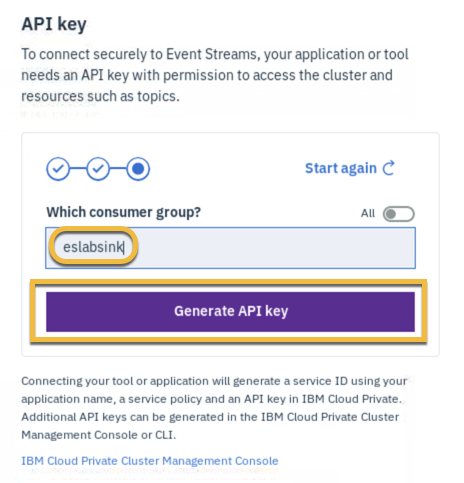 API key
To connect securely to Event Streams, your application or tool
needs an API key with permission to access the cluster and
resources such as topics.
Start again
Which consumer group?
All
eslabsink
Generate API key
Connecting your tool or application will generate a service ID using your
application name, a service policy and an API key in IBM Cloud Private.
Additional API keys can be generated in the IBM Cloud Private Cluster
Management Console or CLI.
IBM Cloud Private Cluster Management Console